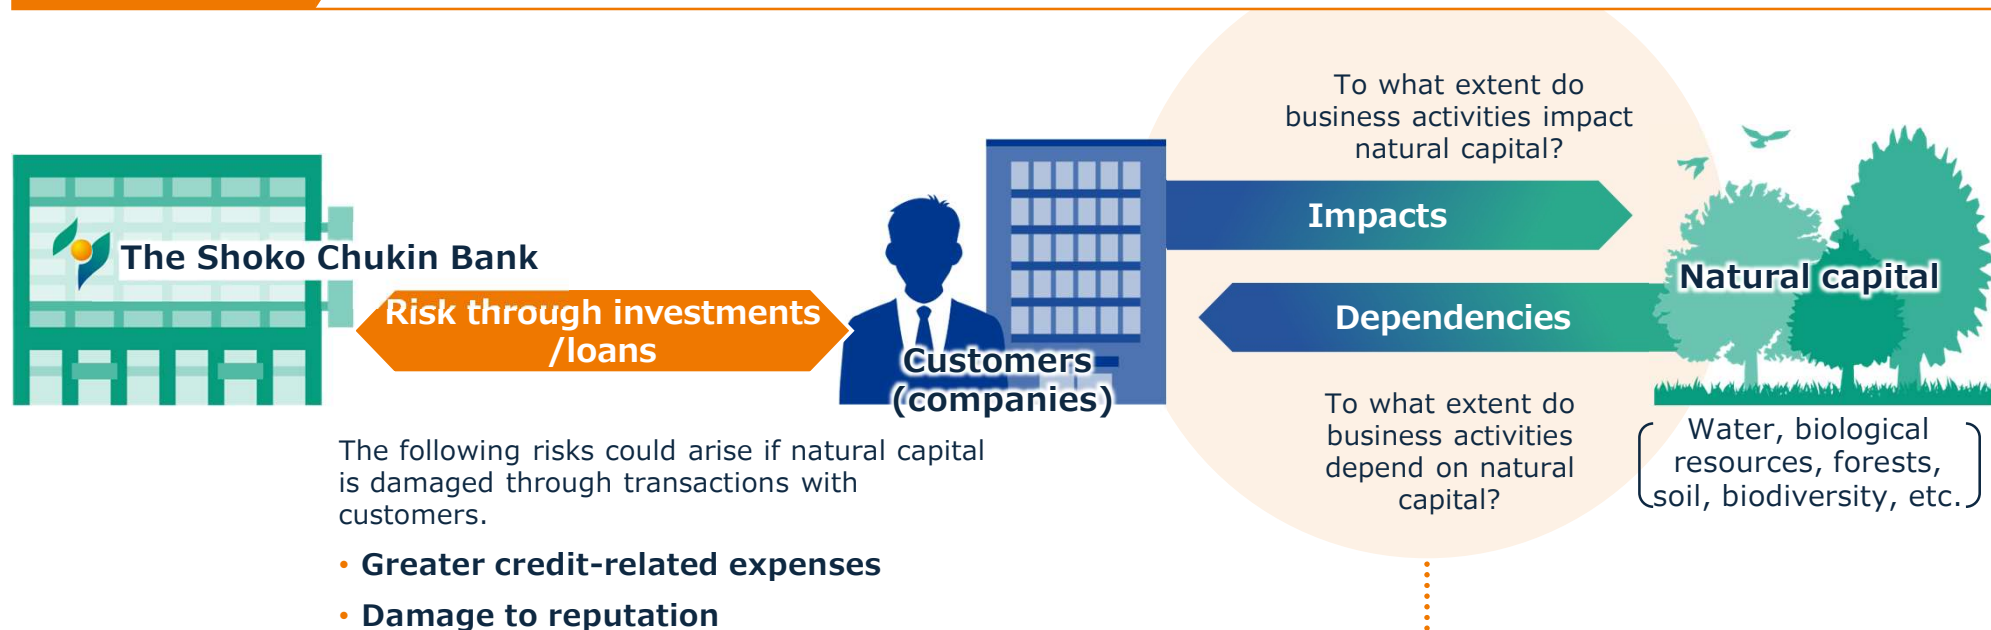 The Shoko Chukin Bank
Risk through investments
/loans
Customers
(companies)
The following risks could arise if natural capital
is damaged through transactions with
customers.
• Greater credit-related expenses
• Damage to reputation
To what extent do
business activities impact
natural capital?
Impacts
Dependencies
To what extent do
business activities
depend on natural
capital?
Natural capital
Water, biological
resources, forests,
soil, biodiversity, etc.